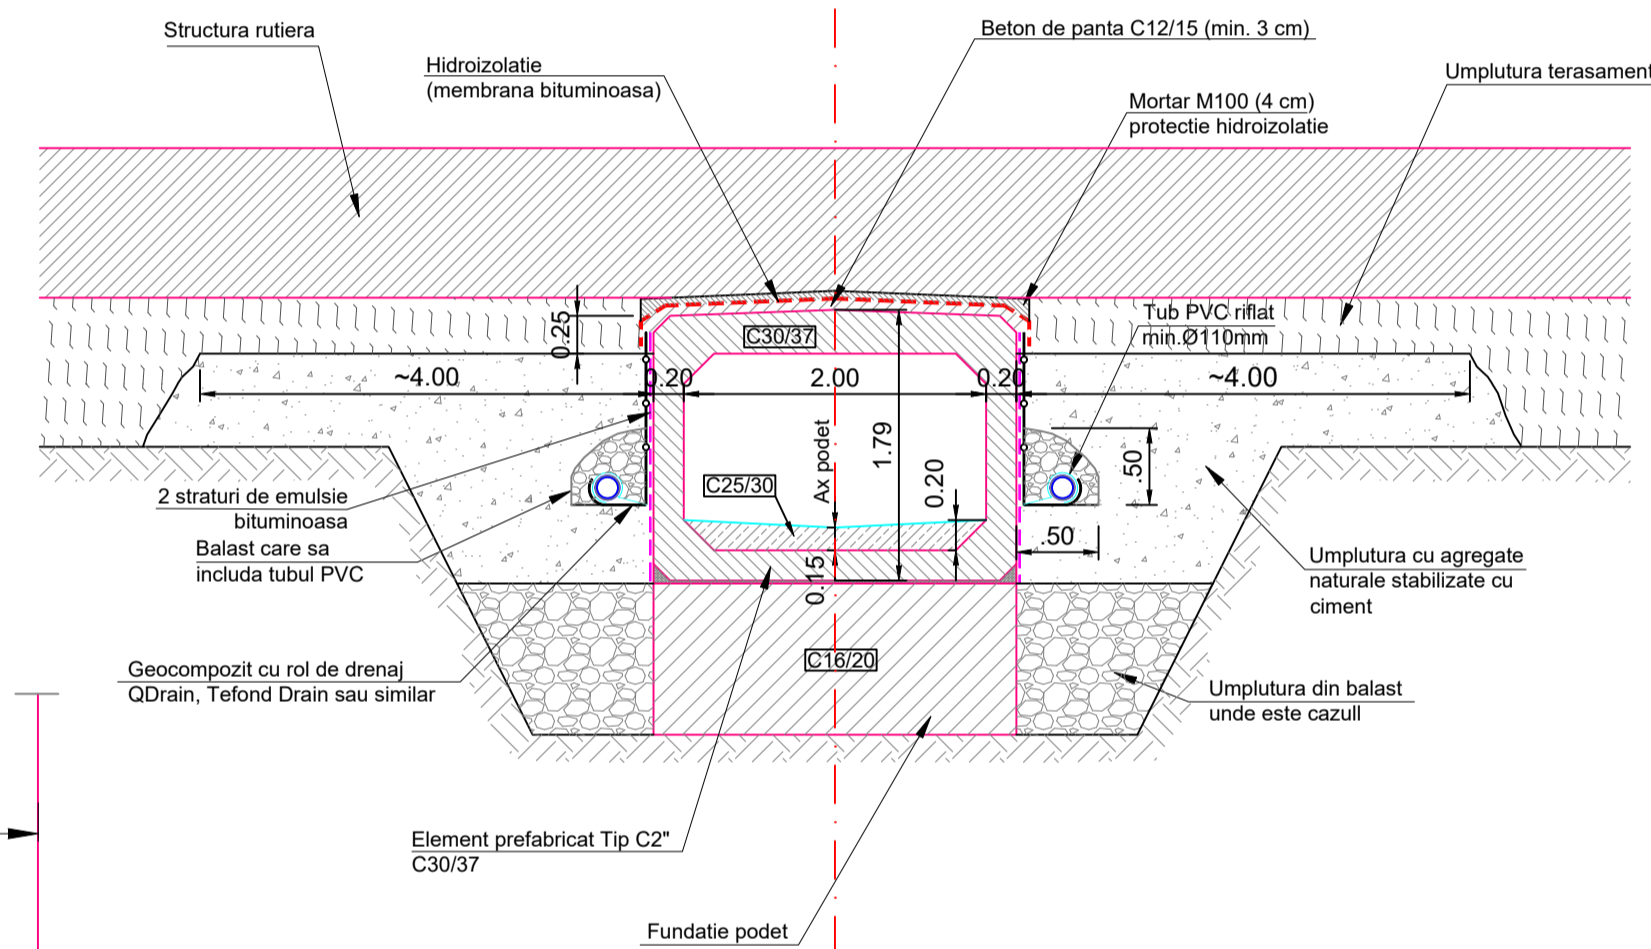 Structura rutiera
Beton de panta C12/15 (min. 3 cm)
Hidroizolatie
(membrana bituminoasa)
Umplutura terasament
Mortar M100 (4 cm)
protectie hidroizolatie
Tub PVC riflat
min.Ø110mm
0.25
C30/37
~4.00
0.20
2.00
0.20
~4.00
Ax podet
1.79
0.20
.50
C25/30
2 straturi de emulsie
bituminoasa
.50
Balast care sa
includa tubul PVC
0.15
Umplutura cu agregate
naturale stabilizate cu
ciment
C16/20
Geocompozit cu rol de drenaj
QDrain, Tefond Drain sau similar
Umplutura din balast
unde este cazull
Element prefabricat Tip C2"
C30/37
Fundatie podet